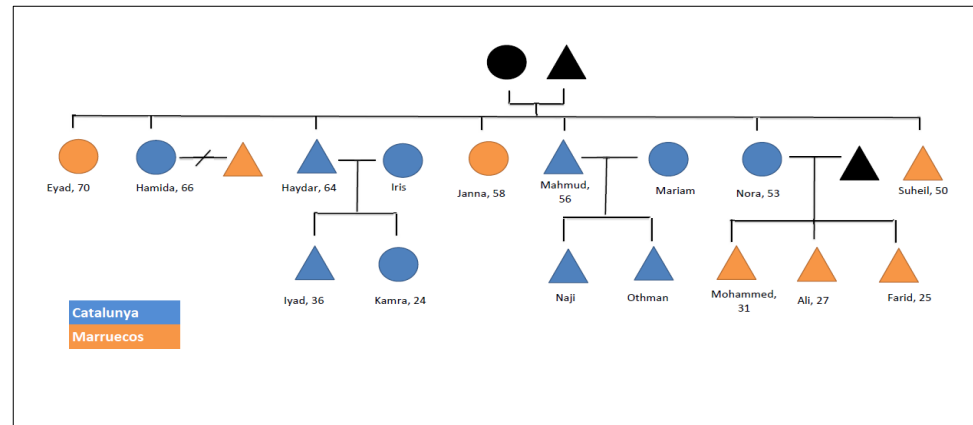 Eyad, 70
Hamida, 66
Haydar, 64
Iris
Janna, 58
Mahmud,
56
Mariam
Nora, 53
Suheil, 50
Iyad, 36
Kamra, 24
Naji
Othman
Mohammed,
31
Ali, 27
Farid, 25
Catalunya
Marruecos